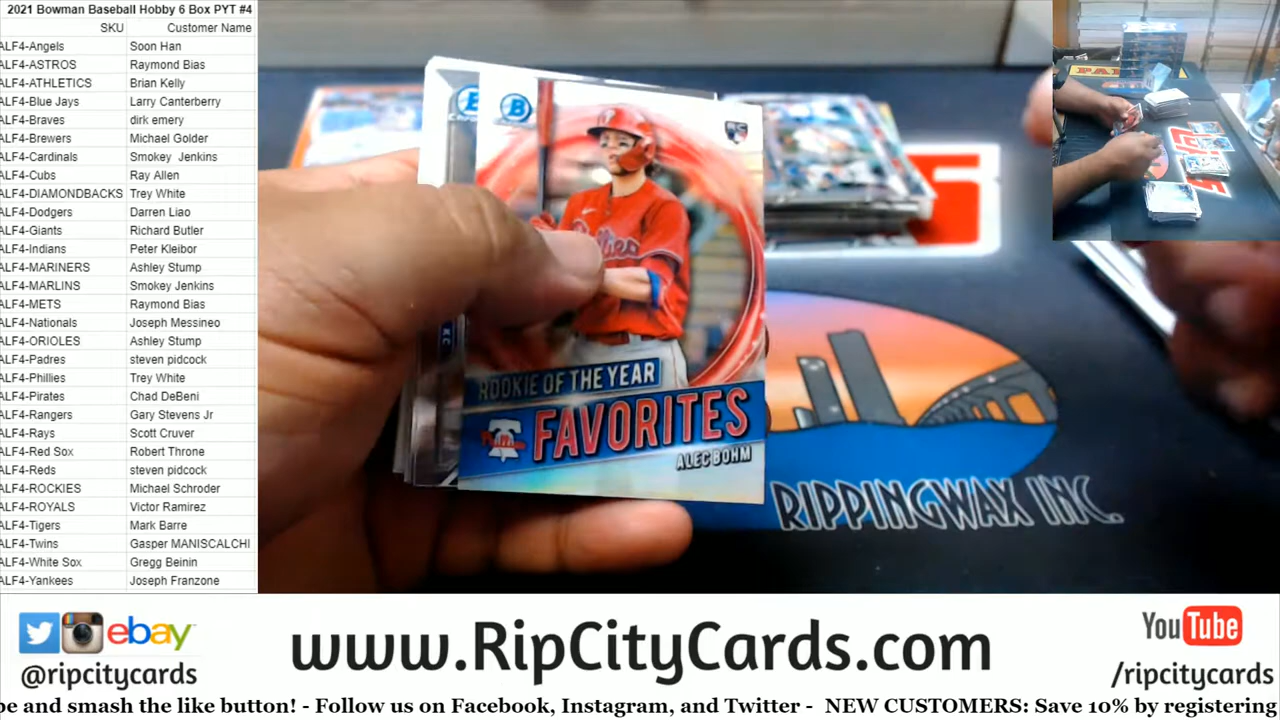 2021 Bowman Baseball Hobby 6 Box PYT #4
SKU Customer Name
ALF4-Angels Soon Han
ALF4-ASTROS Raymond Bias
ALF4-ATHLETICS Brian Kelly
ALF4-Blue Jays Larry Canterberry
ALF4-Braves dirk emery
ALF4-Brewers Michael Golder
ALF4-Cardinals Smokey Jenkins
ALF4-Cubs Ray Allen
ALF4-DIAMONDBACKS Trey White
ALF4-Dodgers Darren Liao
ALF4-Giants Richard Butler
ALF4-Indians Peter Kleibor
ALF4-MARINERS Ashley Stump
ALF4-MARLINS Smokey Jenkins
ALF4-METS Raymond Bias
ALF4-Nationals Joseph Messineo
ALF4-ORIOLES Ashley Stump
ALF4-Padres steven pidcock
ALF4-Phillies Trey White
ALF4-Pirates Chad DeBeni
ALF4-Rangers Gary Stevens Jr
ALF4-Rays Scott Cruver
ALF4-Red Sox Robert Throne
ALF4-Reds steven pidcock
ALF4-ROCKIES Michael Schroder
ALF4-ROYALS Victor Ramirez
ALF4-Tigers Mark Barre
ALF4-Twins Gasper MANISCALCHI
ALF4-White Sox Gregg Beinin
ALF4-Yankees Joseph Franzone
B
Phillies
ROOKIE OF THE YEAR
FAVORITES
ALEC BOHM
KC
RIPPINGWAX INC.
ebay
@ripcitycards
www.RipCityCards.com
YouTube
/ripcitycards
be and smash the like button! - Follow us on Facebook, Instagram, and Twitter - NEW CUSTOMERS: Save 10% by registering